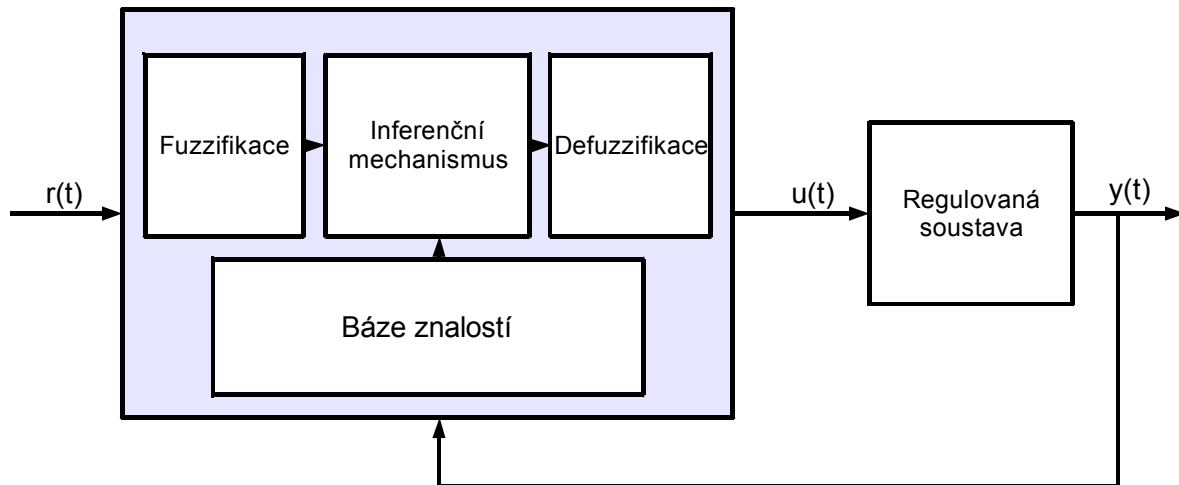 Fuzzifikace
Inferenční
mechanismus
Defuzzifikace
r(t)
u(t)
Regulovaná
soustava
y(t)
Báze znalostí